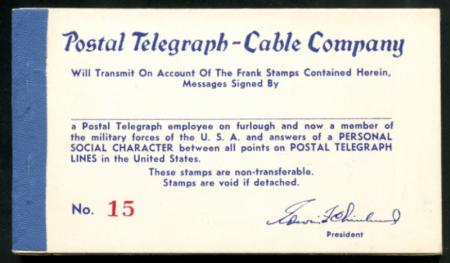 Postal Telegraph-Cable Company
Will Transmit On Account Of The Frank Stamps Contained Herein,
Messages Signed By
a Postal Telegraph employee on furlough and now a member of
the military forces of the U. S. A. and answers of a PERSONAL
SOCIAL CHARACTER between all points on POSTAL TELEGRAPH
LINES in the United States.
These stamps are non-transferable.
Stamps are void if detached.
No. 15
President